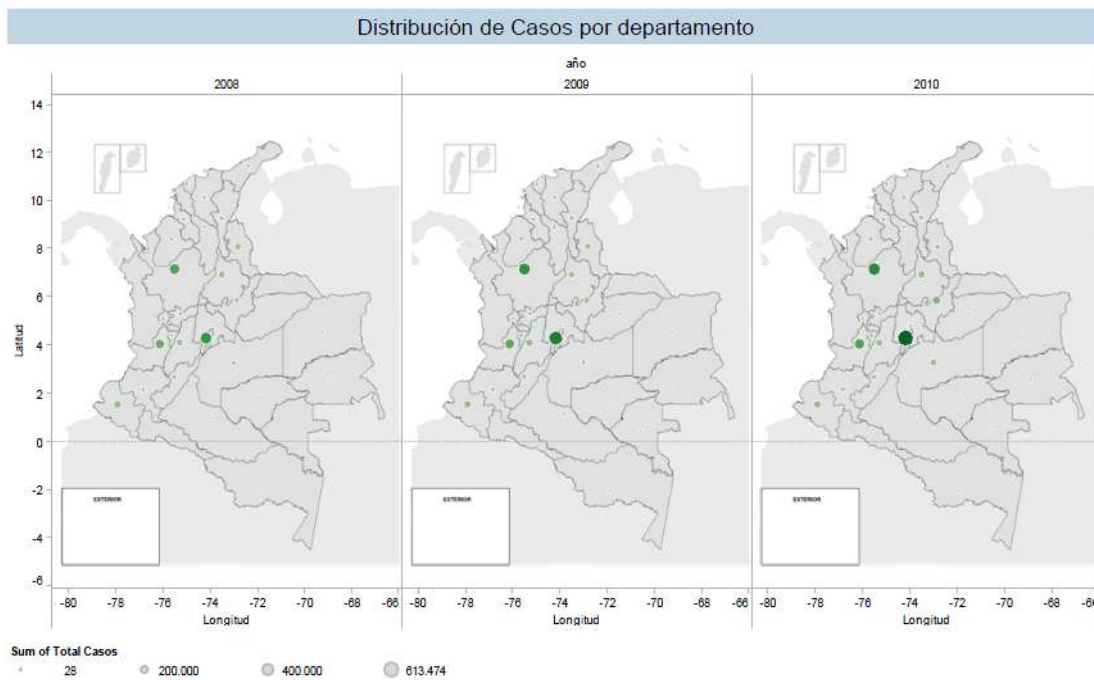 Distribución de Casos por departamento
año
2008 2009 2010
Latitud
14
12
10
8
6
4
2
0
-2
-4
-6
EXTERIOR EXTERIOR EXTERIOR
-80 -78 -76 -74 -72 -70 -68 -66 -80 -78 -76 -74 -72 -70 -68 -66 -80 -78 -76 -74 -72 -70 -68 -66
Longitud Longitud Longitud
Sum of Total Casos
28 200.000 400.000 613.474